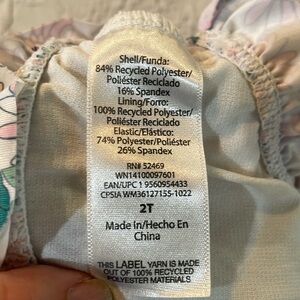 Shell/Funda:
84% Recycled Polyester/
Poliéster Reciclado
16% Spandex
Lining/Forro:
100% Recycled Polyester/
Poliéster Reciclado
Elastic/Elástico:
74% Polyester/Poliéster
26% Spandex
RN# 52469
WN14100097601
EAN/UPC 1 9560954433
CPSIA WM36127155-1022
2T
Made in/Hecho En
China
THIS LABEL YARN IS MADE
OUT OF 100% RECYCLED
POLYESTER MATERIALS